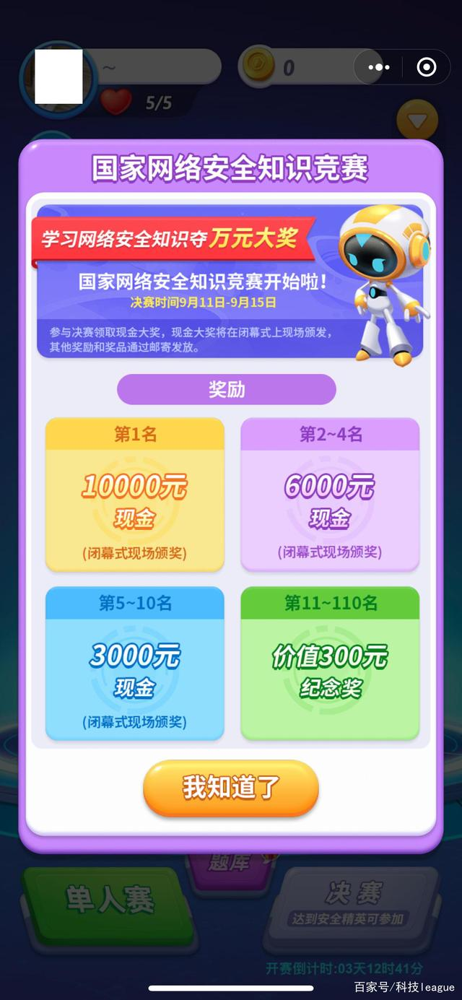 ~
0
5/5
国家网络安全知识竞赛
学习网络安全知识夺万元大奖
国家网络安全知识竞赛开始啦！
决赛时间9月11日-9月15日
参与决赛领取现金大奖，现金大奖将在闭幕式上现场颁发，
其他奖励和奖品通过邮寄发放。
奖励
第1名
10000元
现金
(闭幕式现场颁奖)
第2~4名
6000元
现金
(闭幕式现场颁奖)
第5~10名
3000元
现金
(闭幕式现场颁奖)
第11~110名
价值300元
纪念奖
我知道了
题库
单人赛
决赛
达到安全精英可参加
开赛倒计时:03天12时41分
百家号/科技league